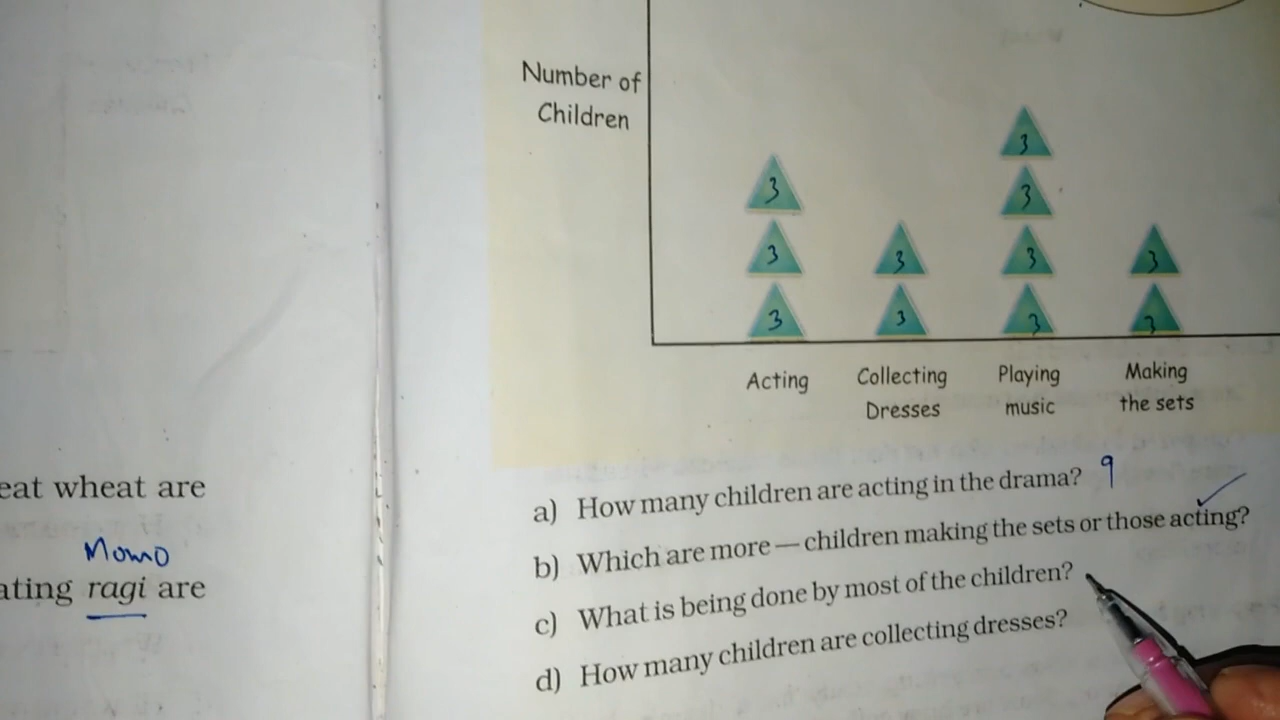 Number of
Children
3
3 3
3 3 3 3
3 3 3 3
Acting Collecting Playing Making
Dresses music the sets
eat wheat are
Momo
ating ragi are
a) How many children are acting in the drama? 9
b) Which are more — children making the sets or those acting?
c) What is being done by most of the children?
d) How many children are collecting dresses?